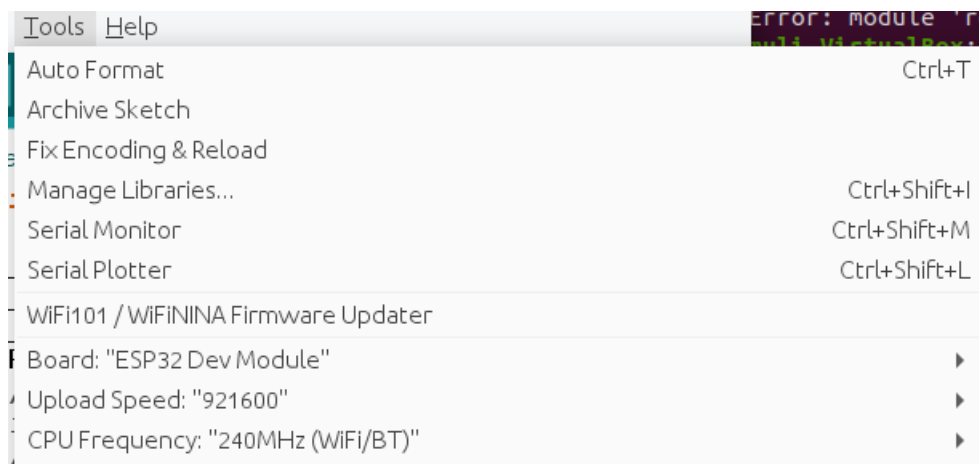 Tools Help
Error: module 'r
Auto Format Ctrl+T
Archive Sketch
Fix Encoding & Reload
Manage Libraries... Ctrl+Shift+I
Serial Monitor Ctrl+Shift+M
Serial Plotter Ctrl+Shift+L
WiFi101 / WiFiNINA Firmware Updater
Board: "ESP32 Dev Module"
Upload Speed: "921600"
CPU Frequency: "240MHz (WiFi/BT)"